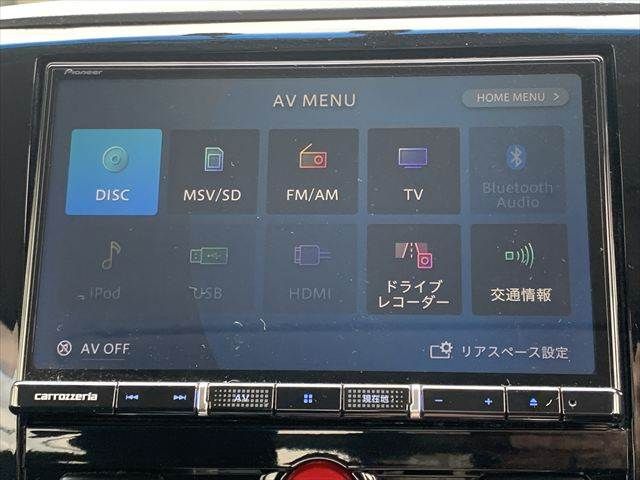 Pioneer
AV MENU
HOME MENU >
DISC
MSV/SD
FM/AM
TV
Bluetooth
Audio
iPod
USB
HDMI
ドライブ
レコーダー
交通情報
AV OFF
リアスペース設定
carrozzeria
AV
現在地